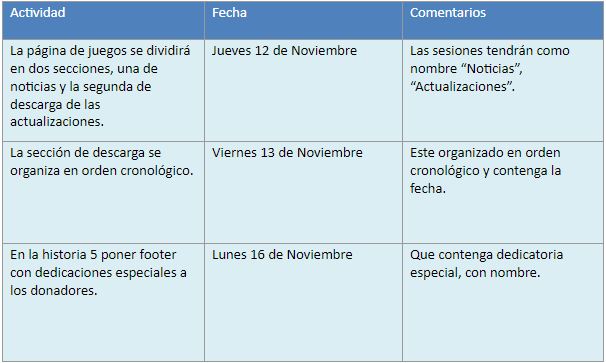 Actividad
Fecha
Comentarios
La página de juegos se dividirá
en dos secciones, una de
noticias y la segunda de
descarga de las
actualizaciones.
Jueves 12 de Noviembre
Las sesiones tendrán como
nombre “Noticias”,
“Actualizaciones”.
La sección de descarga se
organiza en orden cronológico.
Viernes 13 de Noviembre
Este organizado en orden
cronológico y contenga la
fecha.
En la historia 5 poner footer
con dedicaciones especiales a
los donadores.
Lunes 16 de Noviembre
Que contenga dedicatoria
especial, con nombre.